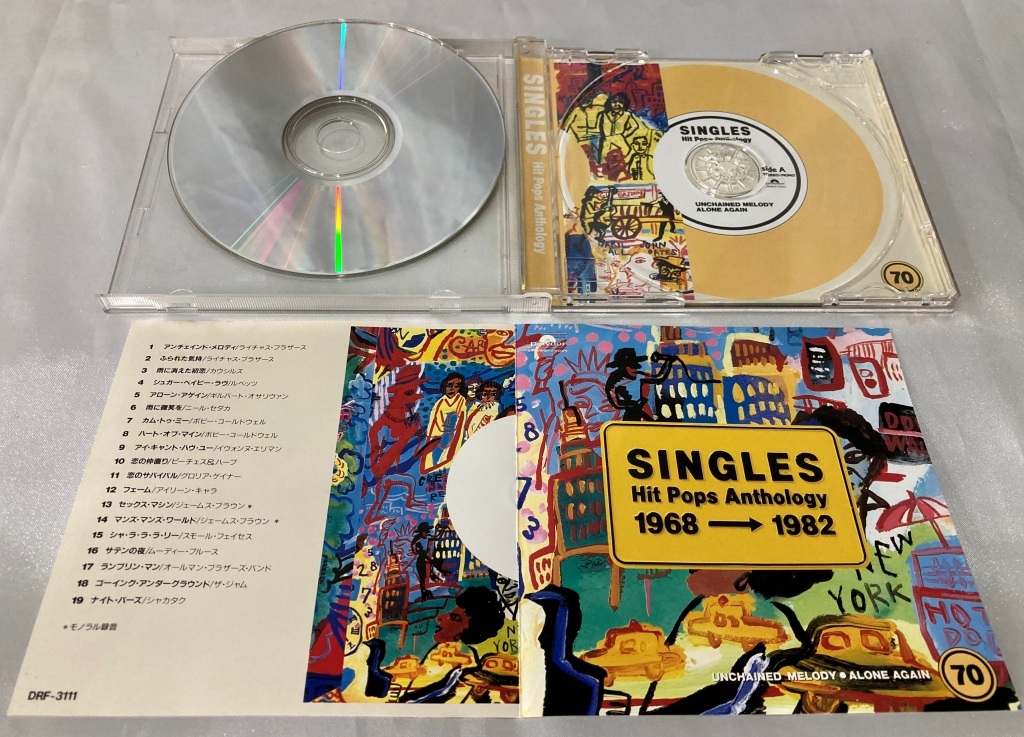 SINGLES Hit Pops Anthology
SINGLES
Hit Pops Anthology
side A
STEREO/MONO
UNCHAINED MELODY
ALONE AGAIN
DARYL JOHN
HALL OATES
70
1 アンチェインド・メロディ/ライチャス・ブラザース
2 ふられた気持/ライチャス・ブラザース
3 雨に消えた初恋/カウシルズ
4 シュガー・ベイビー・ラヴ/ルベッツ
5 アローン・アゲイン/ギルバート・オサリヴァン
6 雨に微笑を/ニール・セダカ
7 カム・トゥ・ミー/ボビー・コールドウェル
8 ハート・オブ・マイン/ボビー・コールドウェル
9 アイ・キャント・ハヴ・ユー/イヴォンヌ・エリマン
10 恋の仲直り/ピーチェス&ハーブ
11 恋のサバイバル/グロリア・ゲイナー
12 フェーム/アイリーン・キャラ
13 セックス・マシン/ジェームス・ブラウン*
14 マンズ・マンズ・ワールド/ジェームス・ブラウン*
15 シャ・ラ・ラ・ラ・リー/スモール・フェイセス
16 サテンの夜/ムーディー・ブルース
17 ランブリン・マン/オールマン・ブラザーズ・バンド
18 ゴーイング・アンダーグラウンド/ザ・ジャム
19 ナイト・バーズ/シャカタク
*モノラル録音
DRF-3111
CAR
polydor
5
8
7
3
SINGLES
Hit Pops Anthology
1968 → 1982
NEW
YORK
HOT
DOG
UNCHAINED MELODY●ALONE AGAIN
70